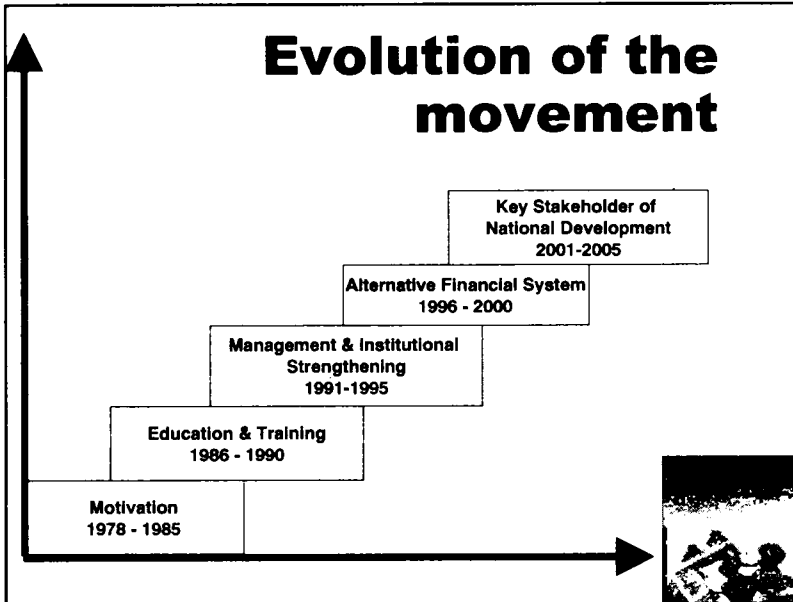 Evolution of the
movement
Key Stakeholder of
National Development
2001-2005
Alternative Financial System
1996 - 2000
Management & Institutional
Strengthening
1991-1995
Education & Training
1986 - 1990
Motivation
1978 - 1985